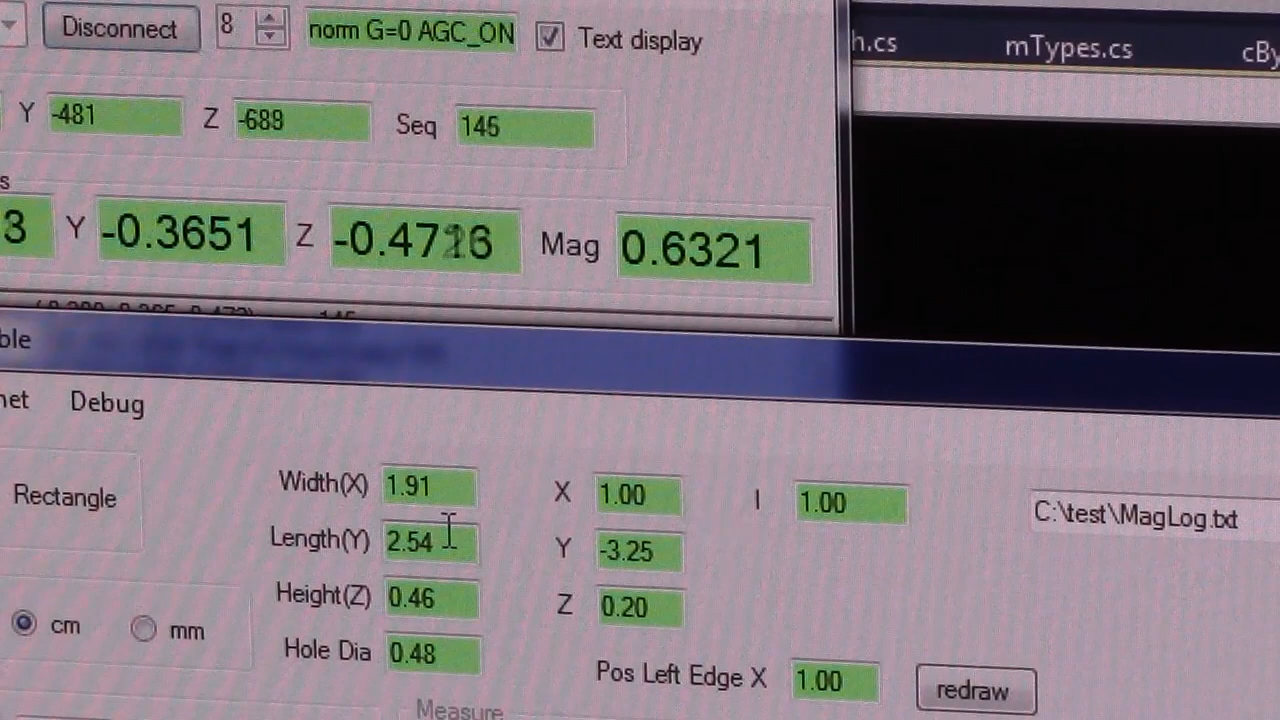 Disconnect 8 norm G=0 AGC_ON Text display
h.cs mTypes.cs cBy
Y -481 Z -689 Seq 145
s
3 Y -0.3651 Z Mag 0.6321
ble
net Debug
Rectangle
Width(X) 1.91 X 1.00 I 1.00
C:\test\MagLog.txt
Length(Y) 2.54 Y -3.25
Height(Z) 0.46 Z 0.20
cm mm
Hole Dia 0.48
Pos Left Edge X 1.00 redraw
Measure